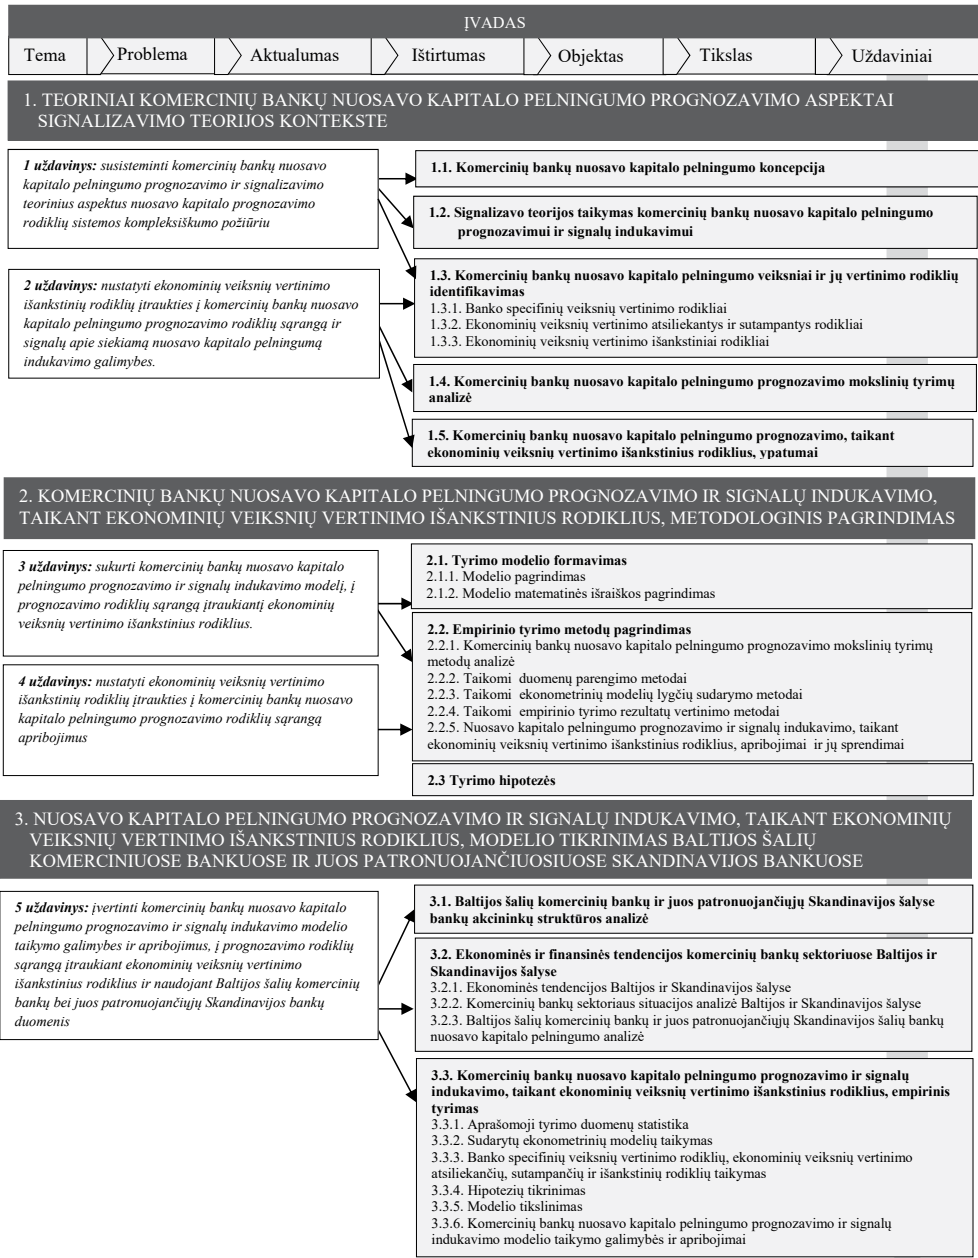 ĮVADAS
Tema
Problema
Aktualumas
Ištirtumas
Objektas
Tikslas
Uždaviniai
1. TEORINIAI KOMERCINIŲ BANKŲ NUOSAVO KAPITALO PELNINGUMO PROGNOZAVIMO ASPEKTAI
SIGNALIZAVIMO TEORIJOS KONTEKSTE
1 uždavinys: susisteminti komercinių bankų nuosavo
kapitalo pelningumo prognozavimo ir signalizavimo
teorinius aspektus nuosavo kapitalo prognozavimo
rodiklių sistemos kompleksiškumo požiūriu
2 uždavinys: nustatyti ekonominių veiksnių vertinimo
išankstinių rodiklių įtraukties į komercinių bankų nuosavo
kapitalo pelningumo prognozavimo rodiklių sąrangą ir
signalų apie siekiamą nuosavo kapitalo pelningumą
indukavimo galimybes.
1.1. Komercinių bankų nuosavo kapitalo pelningumo koncepcija
1.2. Signalizavo teorijos taikymas komercinių bankų nuosavo kapitalo pelningumo
prognozavimui ir signalų indukavimui
1.3. Komercinių bankų nuosavo kapitalo pelningumo veiksniai ir jų vertinimo rodiklių
identifikavimas
1.3.1. Banko specifinių veiksnių vertinimo rodikliai
1.3.2. Ekonominių veiksnių vertinimo atsiliekantys ir sutampantys rodikliai
1.3.3. Ekonominių veiksnių vertinimo išankstiniai rodikliai
1.4. Komercinių bankų nuosavo kapitalo pelningumo prognozavimo mokslinių tyrimų
analizė
1.5. Komercinių bankų nuosavo kapitalo pelningumo prognozavimo, taikant
ekonominių veiksnių vertinimo išankstinius rodiklius, ypatumai
2. KOMERCINIŲ BANKŲ NUOSAVO KAPITALO PELNINGUMO PROGNOZAVIMO IR SIGNALŲ INDUKAVIMO,
TAIKANT EKONOMINIŲ VEIKSNIŲ VERTINIMO IŠANKSTINIUS RODIKLIUS, METODOLOGINIS PAGRINDIMAS
3 uždavinys: sukurti komercinių bankų nuosavo kapitalo
pelningumo prognozavimo ir signalų indukavimo modelį, į
prognozavimo rodiklių sąrangą įtraukiantį ekonominių
veiksnių vertinimo išankstinius rodiklius.
4 uždavinys: nustatyti ekonominių veiksnių vertinimo
išankstinių rodiklių įtraukties į komercinių bankų nuosavo
kapitalo pelningumo prognozavimo rodiklių sąrangą
apribojimus
2.1. Tyrimo modelio formavimas
2.1.1. Modelio pagrindimas
2.1.2. Modelio matematinės išraiškos pagrindimas
2.2. Empirinio tyrimo metodų pagrindimas
2.2.1. Komercinių bankų nuosavo kapitalo pelningumo prognozavimo mokslinių tyrimų
metodų analizė
2.2.2. Taikomi duomenų parengimo metodai
2.2.3. Taikomi ekonometrinių modelių lygčių sudarymo metodai
2.2.4. Taikomi empirinio tyrimo rezultatų vertinimo metodai
2.2.5. Nuosavo kapitalo pelningumo prognozavimo ir signalų indukavimo, taikant
ekonominių veiksnių vertinimo išankstinius rodiklius, apribojimai ir jų sprendimai
2.3 Tyrimo hipotezės
3. NUOSAVO KAPITALO PELNINGUMO PROGNOZAVIMO IR SIGNALŲ INDUKAVIMO, TAIKANT EKONOMINIŲ
VEIKSNIŲ VERTINIMO IŠANKSTINIUS RODIKLIUS, MODELIO TIKRINIMAS BALTIJOS ŠALIŲ
KOMERCINIUOSE BANKUOSE IR JUOS PATRONUOJANČIUOSIUOSE SKANDINAVIJOS BANKUOSE
5 uždavinys: įvertinti komercinių bankų nuosavo kapitalo
pelningumo prognozavimo ir signalų indukavimo modelio
taikymo galimybes ir apribojimus, į prognozavimo rodiklių
sąrangą įtraukiant ekonominių veiksnių vertinimo
išankstinius rodiklius ir naudojant Baltijos šalių komercinių
bankų bei juos patronuojančiųjų Skandinavijos bankų
duomenis
3.1. Baltijos šalių komercinių bankų ir juos patronuojančiųjų Skandinavijos šalyse
bankų akcininkų struktūros analizė
3.2. Ekonominės ir finansinės tendencijos komercinių bankų sektoriuose Baltijos ir
Skandinavijos šalyse
3.2.1. Ekonominės tendencijos Baltijos ir Skandinavijos šalyse
3.2.2. Komercinių bankų sektoriaus situacijos analizė Baltijos ir Skandinavijos šalyse
3.2.3. Baltijos šalių komercinių bankų ir juos patronuojančiųjų Skandinavijos šalių bankų
nuosavo kapitalo pelningumo analizė
3.3. Komercinių bankų nuosavo kapitalo pelningumo prognozavimo ir signalų
indukavimo, taikant ekonominių veiksnių vertinimo išankstinius rodiklius, empirinis
tyrimas
3.3.1. Aprašomoji tyrimo duomenų statistika
3.3.2. Sudarytų ekonometrinių modelių taikymas
3.3.3. Banko specifinių veiksnių vertinimo rodiklių, ekonominių veiksnių vertinimo
atsiliekančių, sutampančių ir išankstinių rodiklių taikymas
3.3.4. Hipotezių tikrinimas
3.3.5. Modelio tikslinimas
3.3.6. Komercinių bankų nuosavo kapitalo pelningumo prognozavimo ir signalų
indukavimo modelio taikymo galimybės ir apribojimai